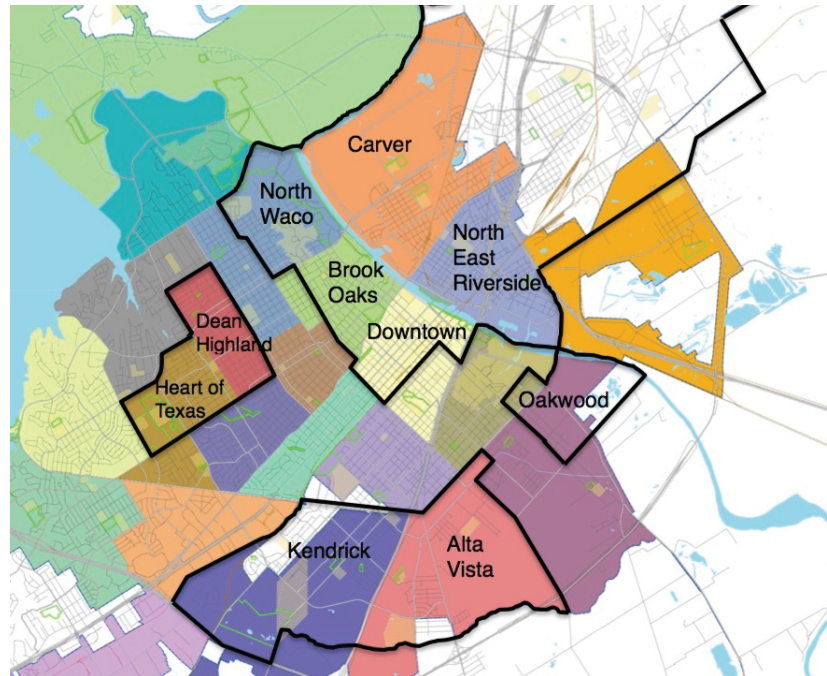 Carver
North
Waco
North
East
Riverside
Brook
Oaks
Dean
Highland
Downtown
Heart of
Texas
Oakwood
Kendrick
Alta
Vista